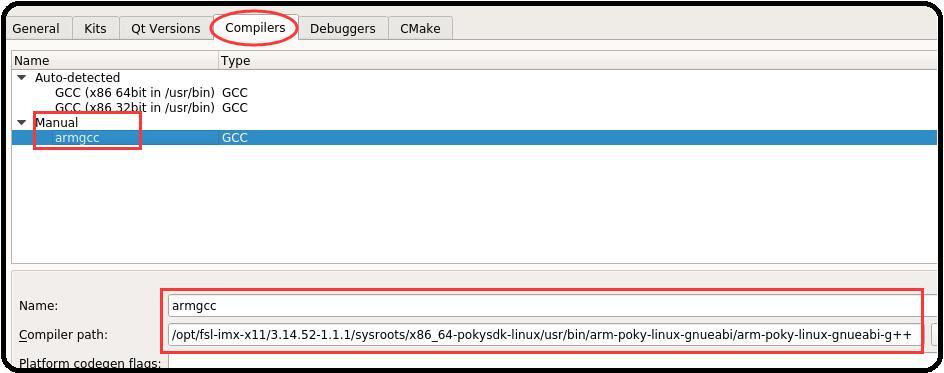 General Kits Qt Versions Compilers Debuggers CMake
Name Type
Auto-detected
GCC (x86 64bit in /usr/bin) GCC
GCC (x86 32bit in /usr/bin) GCC
Manual
armgcc GCC
Name: armgcc
Compiler path: /opt/fsl-imx-x11/3.14.52-1.1.1/sysroots/x86_64-pokysdk-linux/usr/bin/arm-poky-linux-gnueabi/arm-poky-linux-gnueabi-g++
Platform codegen flags: